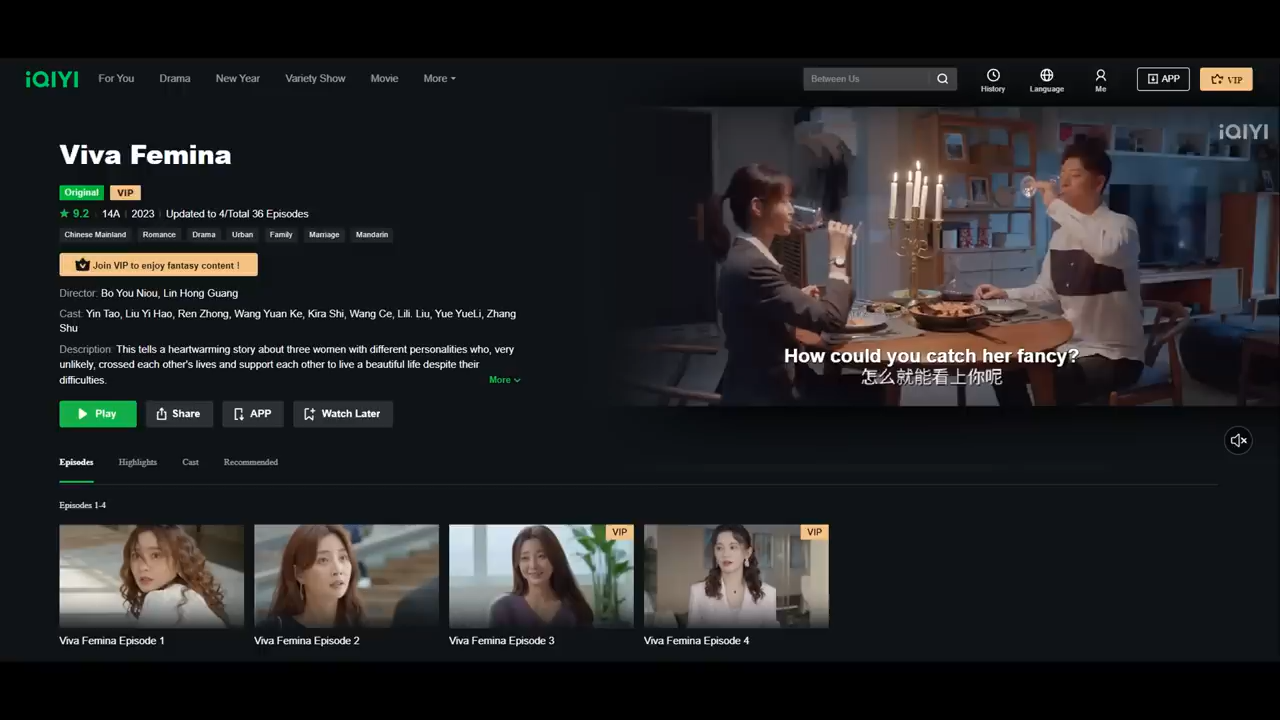 iQIYI
For You
Drama
New Year
Variety Show
Movie
More
Between Us
History
Language
Me
APP
VIP
iQIYI
Viva Femina
Original
VIP
9.2
14A
2023
Updated to 4/Total 36 Episodes
Chinese Mainland
Romance
Drama
Urban
Family
Marriage
Mandarin
Join VIP to enjoy fantasy content !
Director: Bo You Niou, Lin Hong Guang
Cast: Yin Tao, Liu Yi Hao, Ren Zhong, Wang Yuan Ke, Kira Shi, Wang Ce, Lili. Liu, Yue YueLi, Zhang
Shu
Description: This tells a heartwarming story about three women with different personalities who, very
unlikely, crossed each other's lives and support each other to live a beautiful life despite their
difficulties.
More
How could you catch her fancy?
怎么就能看上你呢
Play
Share
APP
Watch Later
Episodes
Highlights
Cast
Recommended
Episodes 1-4
VIP
VIP
Viva Femina Episode 1
Viva Femina Episode 2
Viva Femina Episode 3
Viva Femina Episode 4